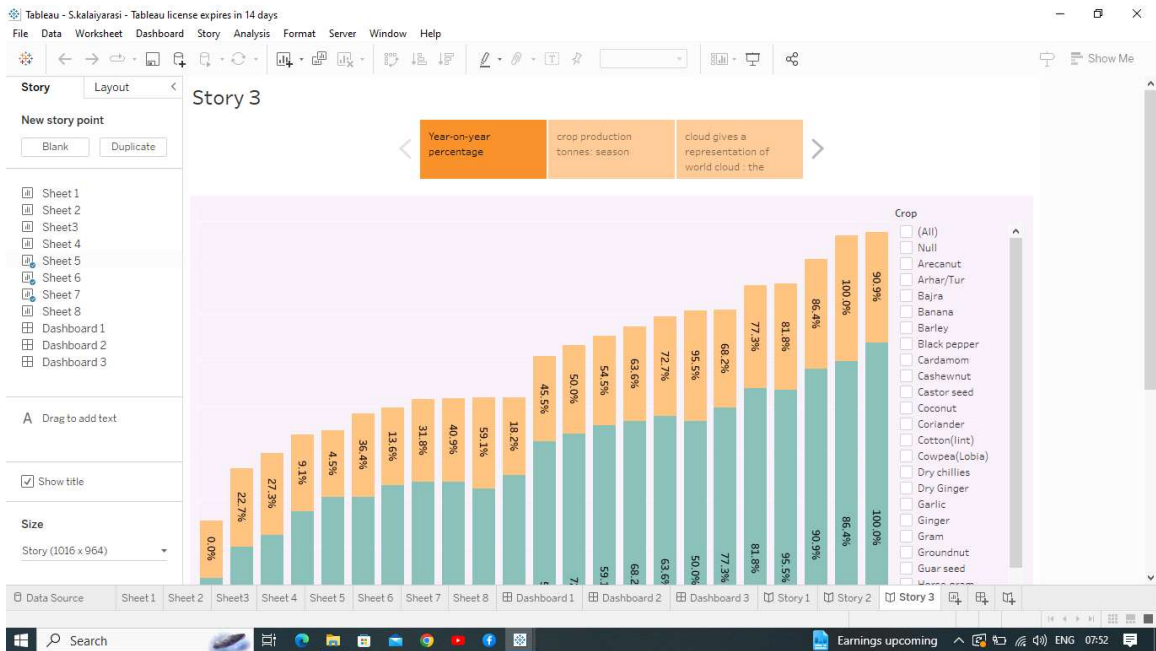 Tableau - S.kalaiyarasi - Tableau license expires in 14 days
File Data Worksheet Dashboard Story Analysis Format Server Window Help
Show Me
Story Layout
New story point
Blank Duplicate
Sheet 1
Sheet 2
Sheet3
Sheet 4
Sheet 5
Sheet 6
Sheet 7
Sheet 8
Dashboard 1
Dashboard 2
Dashboard 3
A Drag to add text
Show title
Size
Story (1016 x 964)
Story 3
Year-on-year
percentage
crop production
tonnes: season
cloud gives a
representation of
world cloud : the
0.0%
22.7%
27.3%
9.1%
4.5%
36.4%
13.6%
31.8%
40.9%
59.1%
18.2%
45.5%
50.0%
54.5%
63.6%
72.7%
95.5%
68.2%
77.3%
81.8%
86.4%
100.0%
90.9%
59.1
68.2
63.6%
50.0%
77.3%
81.8%
95.5%
90.9%
86.4%
100.0%
Crop
(All)
Null
Arecanut
Arhar/Tur
Bajra
Banana
Barley
Black pepper
Cardamom
Cashewnut
Castor seed
Coconut
Coriander
Cotton(lint)
Cowpea(Lobia)
Dry chillies
Dry Ginger
Garlic
Ginger
Gram
Groundnut
Guar seed
Data Source Sheet 1 Sheet 2 Sheet3 Sheet 4 Sheet 5 Sheet 6 Sheet 7 Sheet 8 Dashboard 1 Dashboard 2 Dashboard 3 Story 1 Story 2 Story 3
Search
Earnings upcoming ENG 07:52